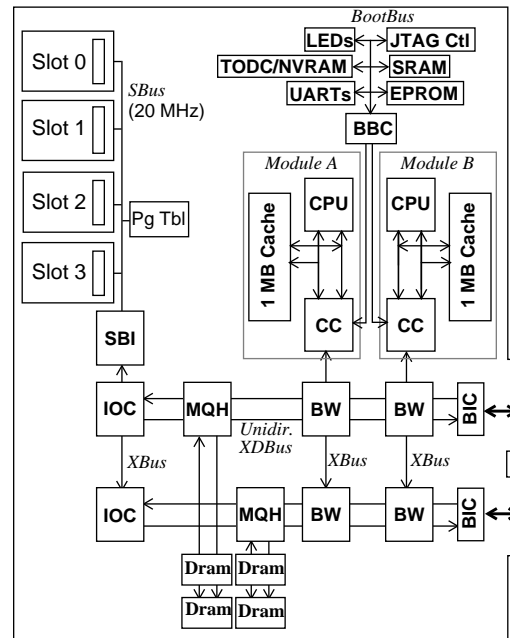 BootBus
LEDs
JTAG Ctl
TODC/NVRAM
SRAM
UARTs
EPROM
BBC
Slot 0
Slot 1
Slot 2
Slot 3
SBus
(20 MHz)
Pg Tbl
SBI
Module A
Module B
CPU
CPU
1 MB Cache
1 MB Cache
CC
CC
IOC
MQH
BW
BW
BIC
Unidir.
XDBus
XBus
XBus
XBus
IOC
MQH
BW
BW
BIC
Dram
Dram
Dram
Dram